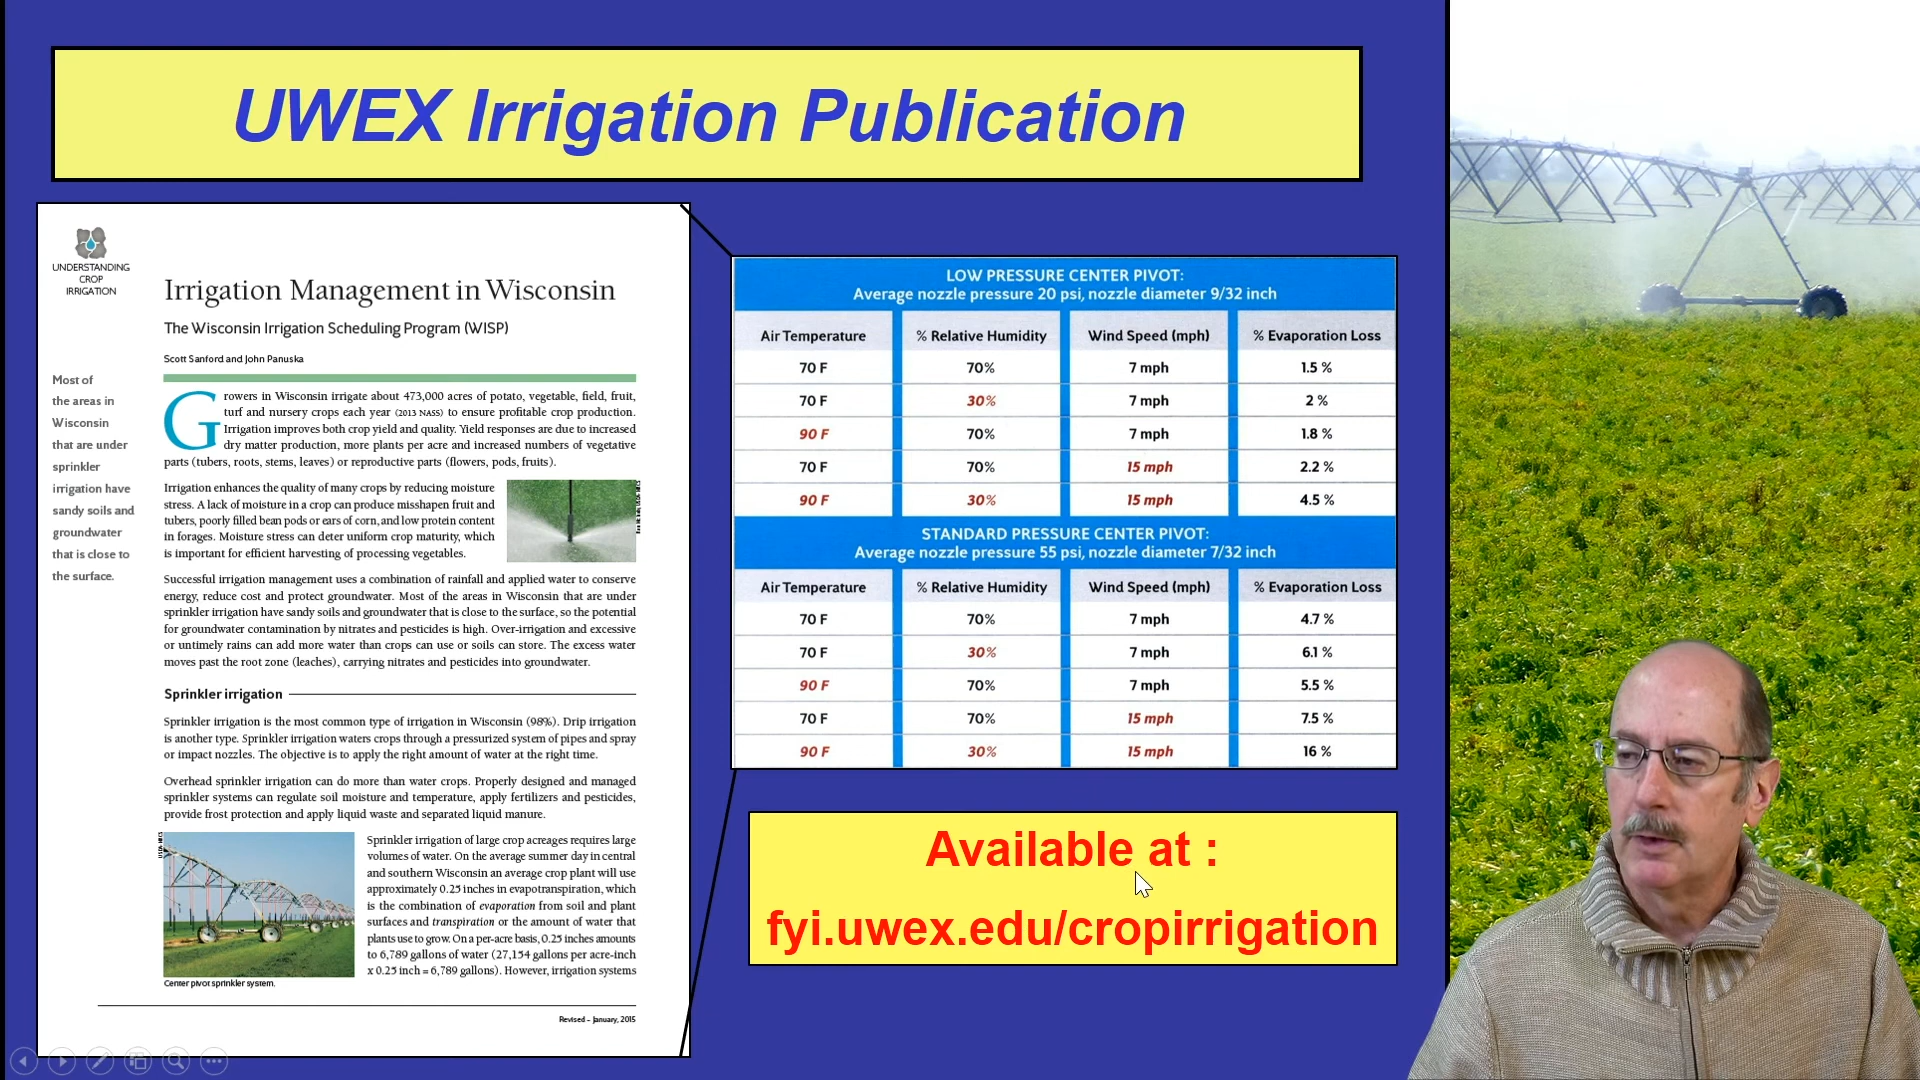 UWEX Irrigation Publication
UNDERSTANDING
CROP
IRRIGATION
Irrigation Management in Wisconsin
The Wisconsin Irrigation Scheduling Program (WISP)
Scott Sanford and John Panuska
Most of
the areas in
Wisconsin
that are under
sprinkler
irrigation have
sandy soils and
groundwater
that is close to
the surface.
Growers in Wisconsin irrigate about 473,000 acres of potato, vegetable, field, fruit,
turf and nursery crops each year (2013 NASS) to ensure profitable crop production.
Irrigation improves both crop yield and quality. Yield responses are due to increased
dry matter production, more plants per acre and increased numbers of vegetative
parts (tubers, roots, stems, leaves) or reproductive parts (flowers, pods, fruits).
Irrigation enhances the quality of many crops by reducing moisture
stress. A lack of moisture in a crop can produce misshapen fruit and
tubers, poorly filled bean pods or ears of corn, and low protein content
in forages. Moisture stress can deter uniform crop maturity, which
is important for efficient harvesting of processing vegetables.
Successful irrigation management uses a combination of rainfall and applied water to conserve
energy, reduce cost and protect groundwater. Most of the areas in Wisconsin that are under
sprinkler irrigation have sandy soils and groundwater that is close to the surface, so the potential
for groundwater contamination by nitrates and pesticides is high. Over-irrigation and excessive
or untimely rains can add more water than crops can use or soils can store. The excess water
moves past the root zone (leaches), carrying nitrates and pesticides into groundwater.
Sprinkler irrigation
Sprinkler irrigation is the most common type of irrigation in Wisconsin (98%). Drip irrigation
is another type. Sprinkler irrigation waters crops through a pressurized system of pipes and spray
or impact nozzles. The objective is to apply the right amount of water at the right time.
Overhead sprinkler irrigation can do more than water crops. Properly designed and managed
sprinkler systems can regulate soil moisture and temperature, apply fertilizers and pesticides,
provide frost protection and apply liquid waste and separated liquid manure.
Sprinkler irrigation of large crop acreages requires large
volumes of water. On the average summer day in central
and southern Wisconsin an average crop plant will use
approximately 0.25 inches in evapotranspiration, which
is the combination of evaporation from soil and plant
surfaces and transpiration or the amount of water that
plants use to grow. On a per-acre basis, 0.25 inches amounts
to 6,789 gallons of water (27,154 gallons per acre-inch
x 0.25 inch = 6,789 gallons). However, irrigation systems
Center pivot sprinkler system.
Revised – January, 2015
LOW PRESSURE CENTER PIVOT:
Average nozzle pressure 20 psi, nozzle diameter 9/32 inch
Air Temperature % Relative Humidity Wind Speed (mph) % Evaporation Loss
70 F 70% 7 mph 1.5 %
70 F 30% 7 mph 2 %
90 F 70% 7 mph 1.8 %
70 F 70% 15 mph 2.2 %
90 F 30% 15 mph 4.5 %
STANDARD PRESSURE CENTER PIVOT:
Average nozzle pressure 55 psi, nozzle diameter 7/32 inch
Air Temperature % Relative Humidity Wind Speed (mph) % Evaporation Loss
70 F 70% 7 mph 4.7 %
70 F 30% 7 mph 6.1 %
90 F 70% 7 mph 5.5 %
70 F 70% 15 mph 7.5 %
90 F 30% 15 mph 16 %
Available at :
fyi.uwex.edu/cropirrigation